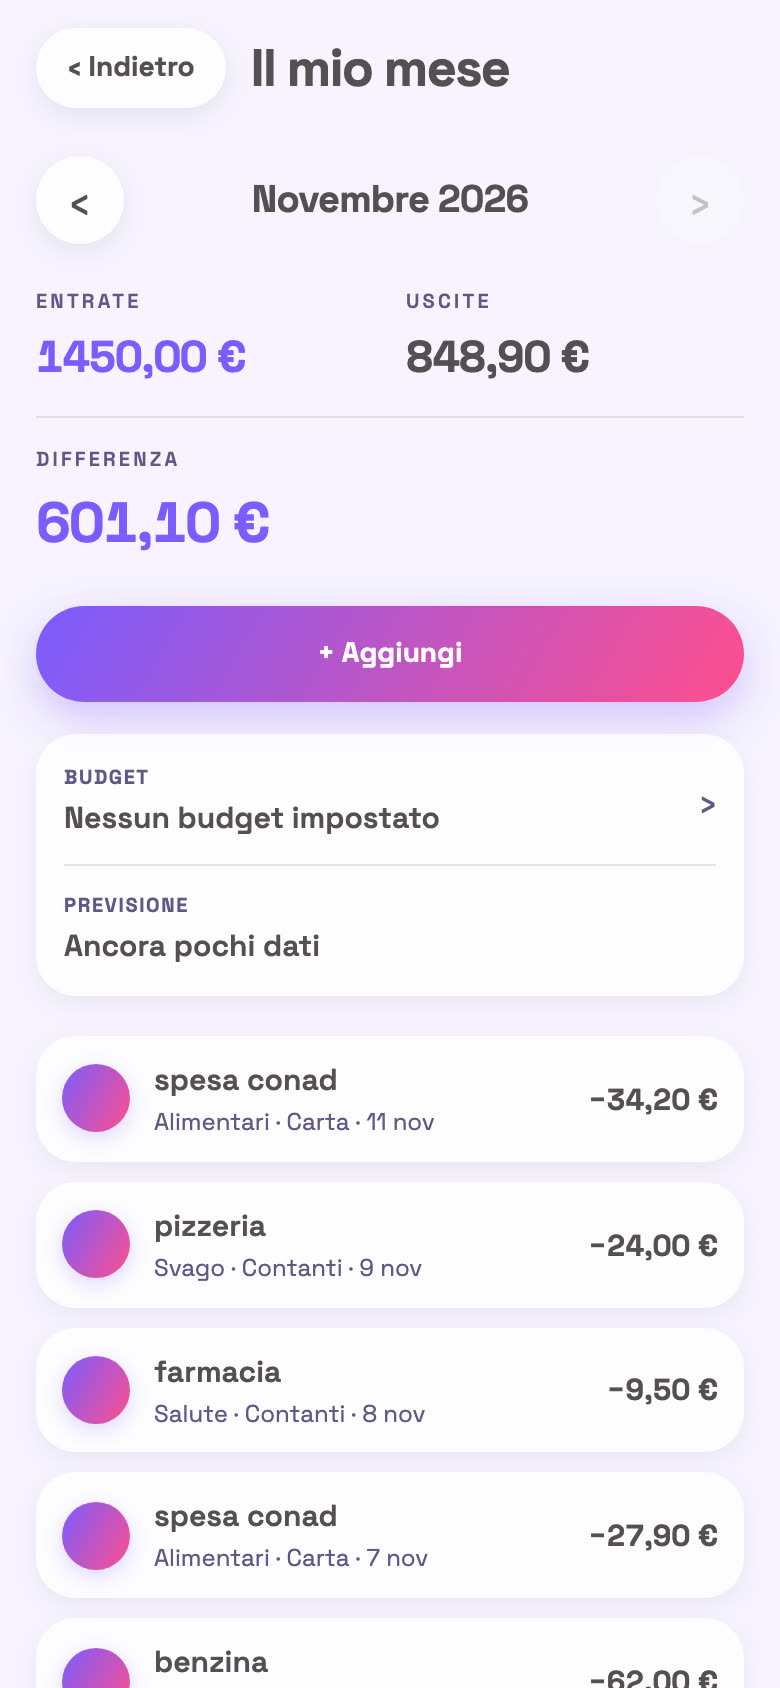 < Indietro
Il mio mese
<
Novembre 2026
>
ENTRATE
USCITE
1450,00 €
848,90 €
DIFFERENZA
601,10 €
+ Aggiungi
BUDGET
Nessun budget impostato
>
PREVISIONE
Ancora pochi dati
spesa conad
Alimentari · Carta · 11 nov
−34,20 €
pizzeria
Svago · Contanti · 9 nov
−24,00 €
farmacia
Salute · Contanti · 8 nov
−9,50 €
spesa conad
Alimentari · Carta · 7 nov
−27,90 €
benzina
−62,00 €